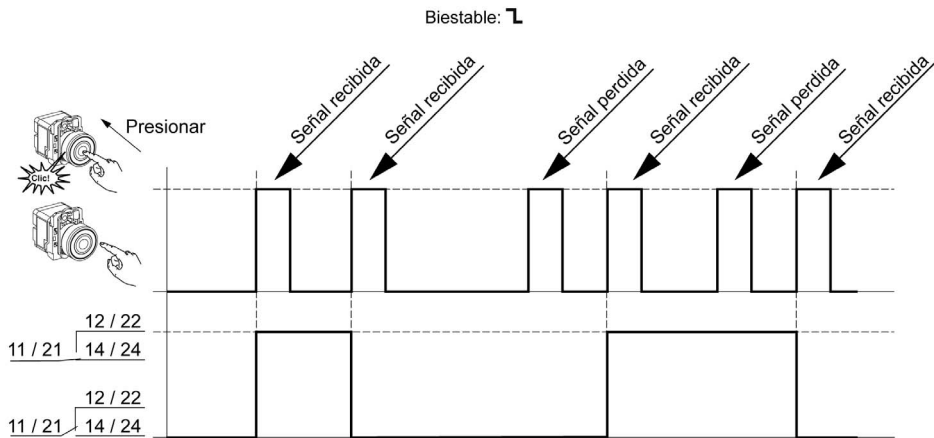 Biestable:
Señal recibida
Señal recibida
Señal perdida
Señal recibida
Señal perdida
Señal recibida
Presionar
Clic!
12 / 22
11 / 21 14 / 24
12 / 22
11 / 21 14 / 24